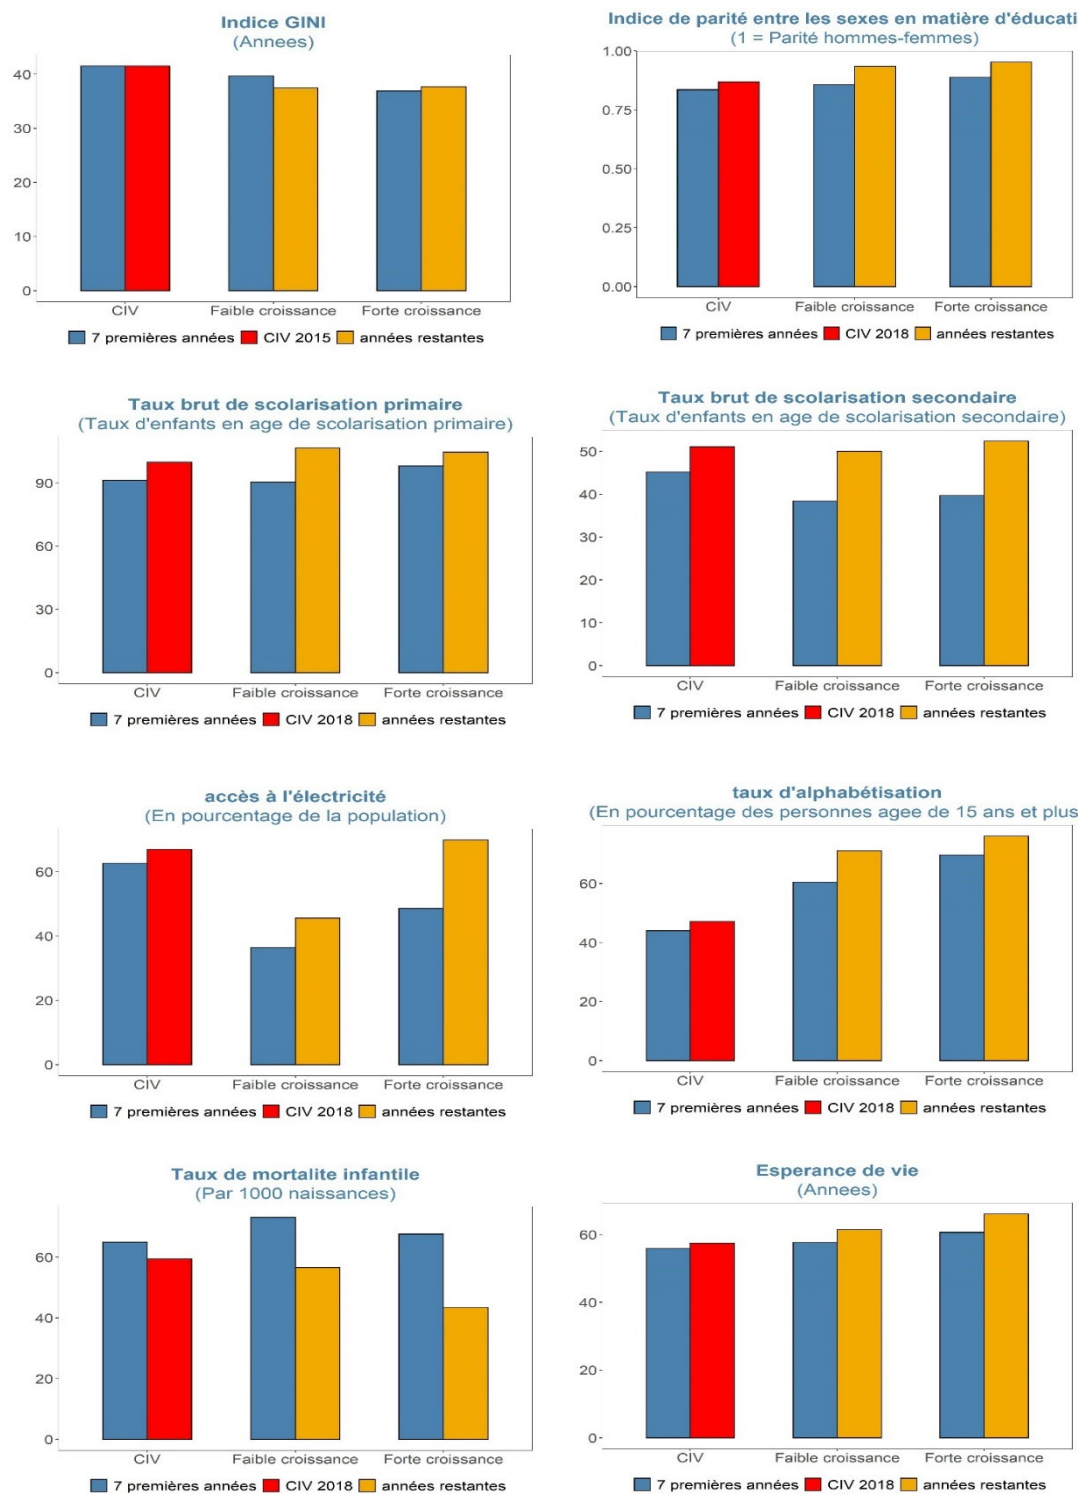 Indice GINI
(Annees)
40
30
20
10
0
CIV Faible croissance Forte croissance
7 premières années CIV 2015 années restantes
Indice de parité entre les sexes en matière d'éducati
(1 = Parité hommes-femmes)
1.00
0.75
0.50
0.25
0.00
CIV Faible croissance Forte croissance
7 premières années CIV 2018 années restantes
Taux brut de scolarisation primaire
(Taux d'enfants en age de scolarisation primaire)
90
60
30
0
CIV Faible croissance Forte croissance
7 premières années CIV 2018 années restantes
Taux brut de scolarisation secondaire
(Taux d'enfants en age de scolarisation secondaire)
50
40
30
20
10
0
CIV Faible croissance Forte croissance
7 premières années CIV 2018 années restantes
accès à l'électricité
(En pourcentage de la population)
60
40
20
0
CIV Faible croissance Forte croissance
7 premières années CIV 2018 années restantes
taux d'alphabétisation
(En pourcentage des personnes agee de 15 ans et plus
60
40
20
0
CIV Faible croissance Forte croissance
7 premières années CIV 2018 années restantes
Taux de mortalite infantile
(Par 1000 naissances)
60
40
20
0
CIV Faible croissance Forte croissance
7 premières années CIV 2018 années restantes
Esperance de vie
(Annees)
60
40
20
0
CIV Faible croissance Forte croissance
7 premières années CIV 2018 années restantes